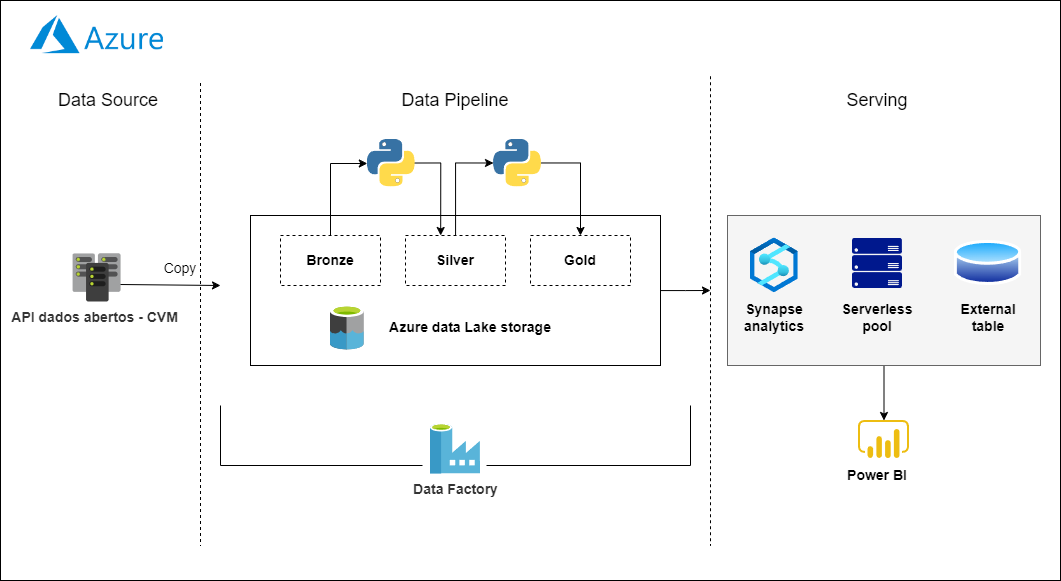 Azure
Data Source
Data Pipeline
Serving
Copy
API dados abertos - CVM
Bronze
Silver
Gold
Azure data Lake storage
Synapse
analytics
Serverless
pool
External
table
Data Factory
Power BI